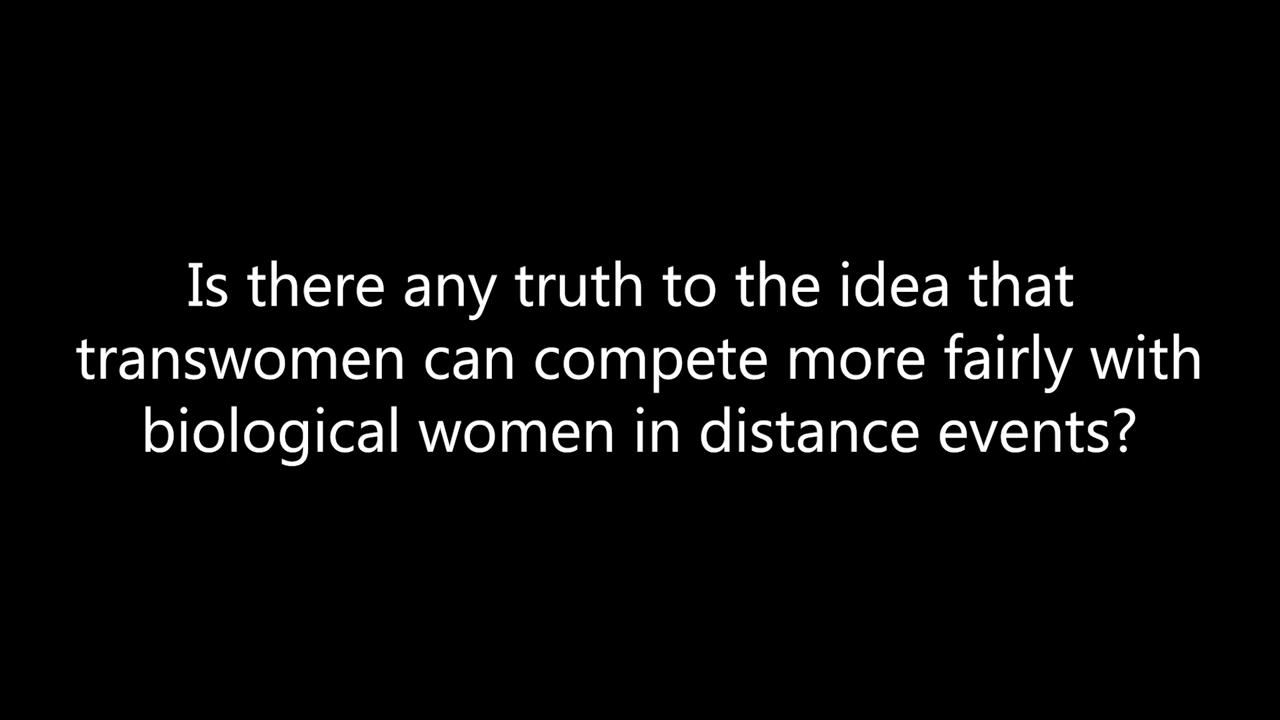 Is there any truth to the idea that
transwomen can compete more fairly with
biological women in distance events?